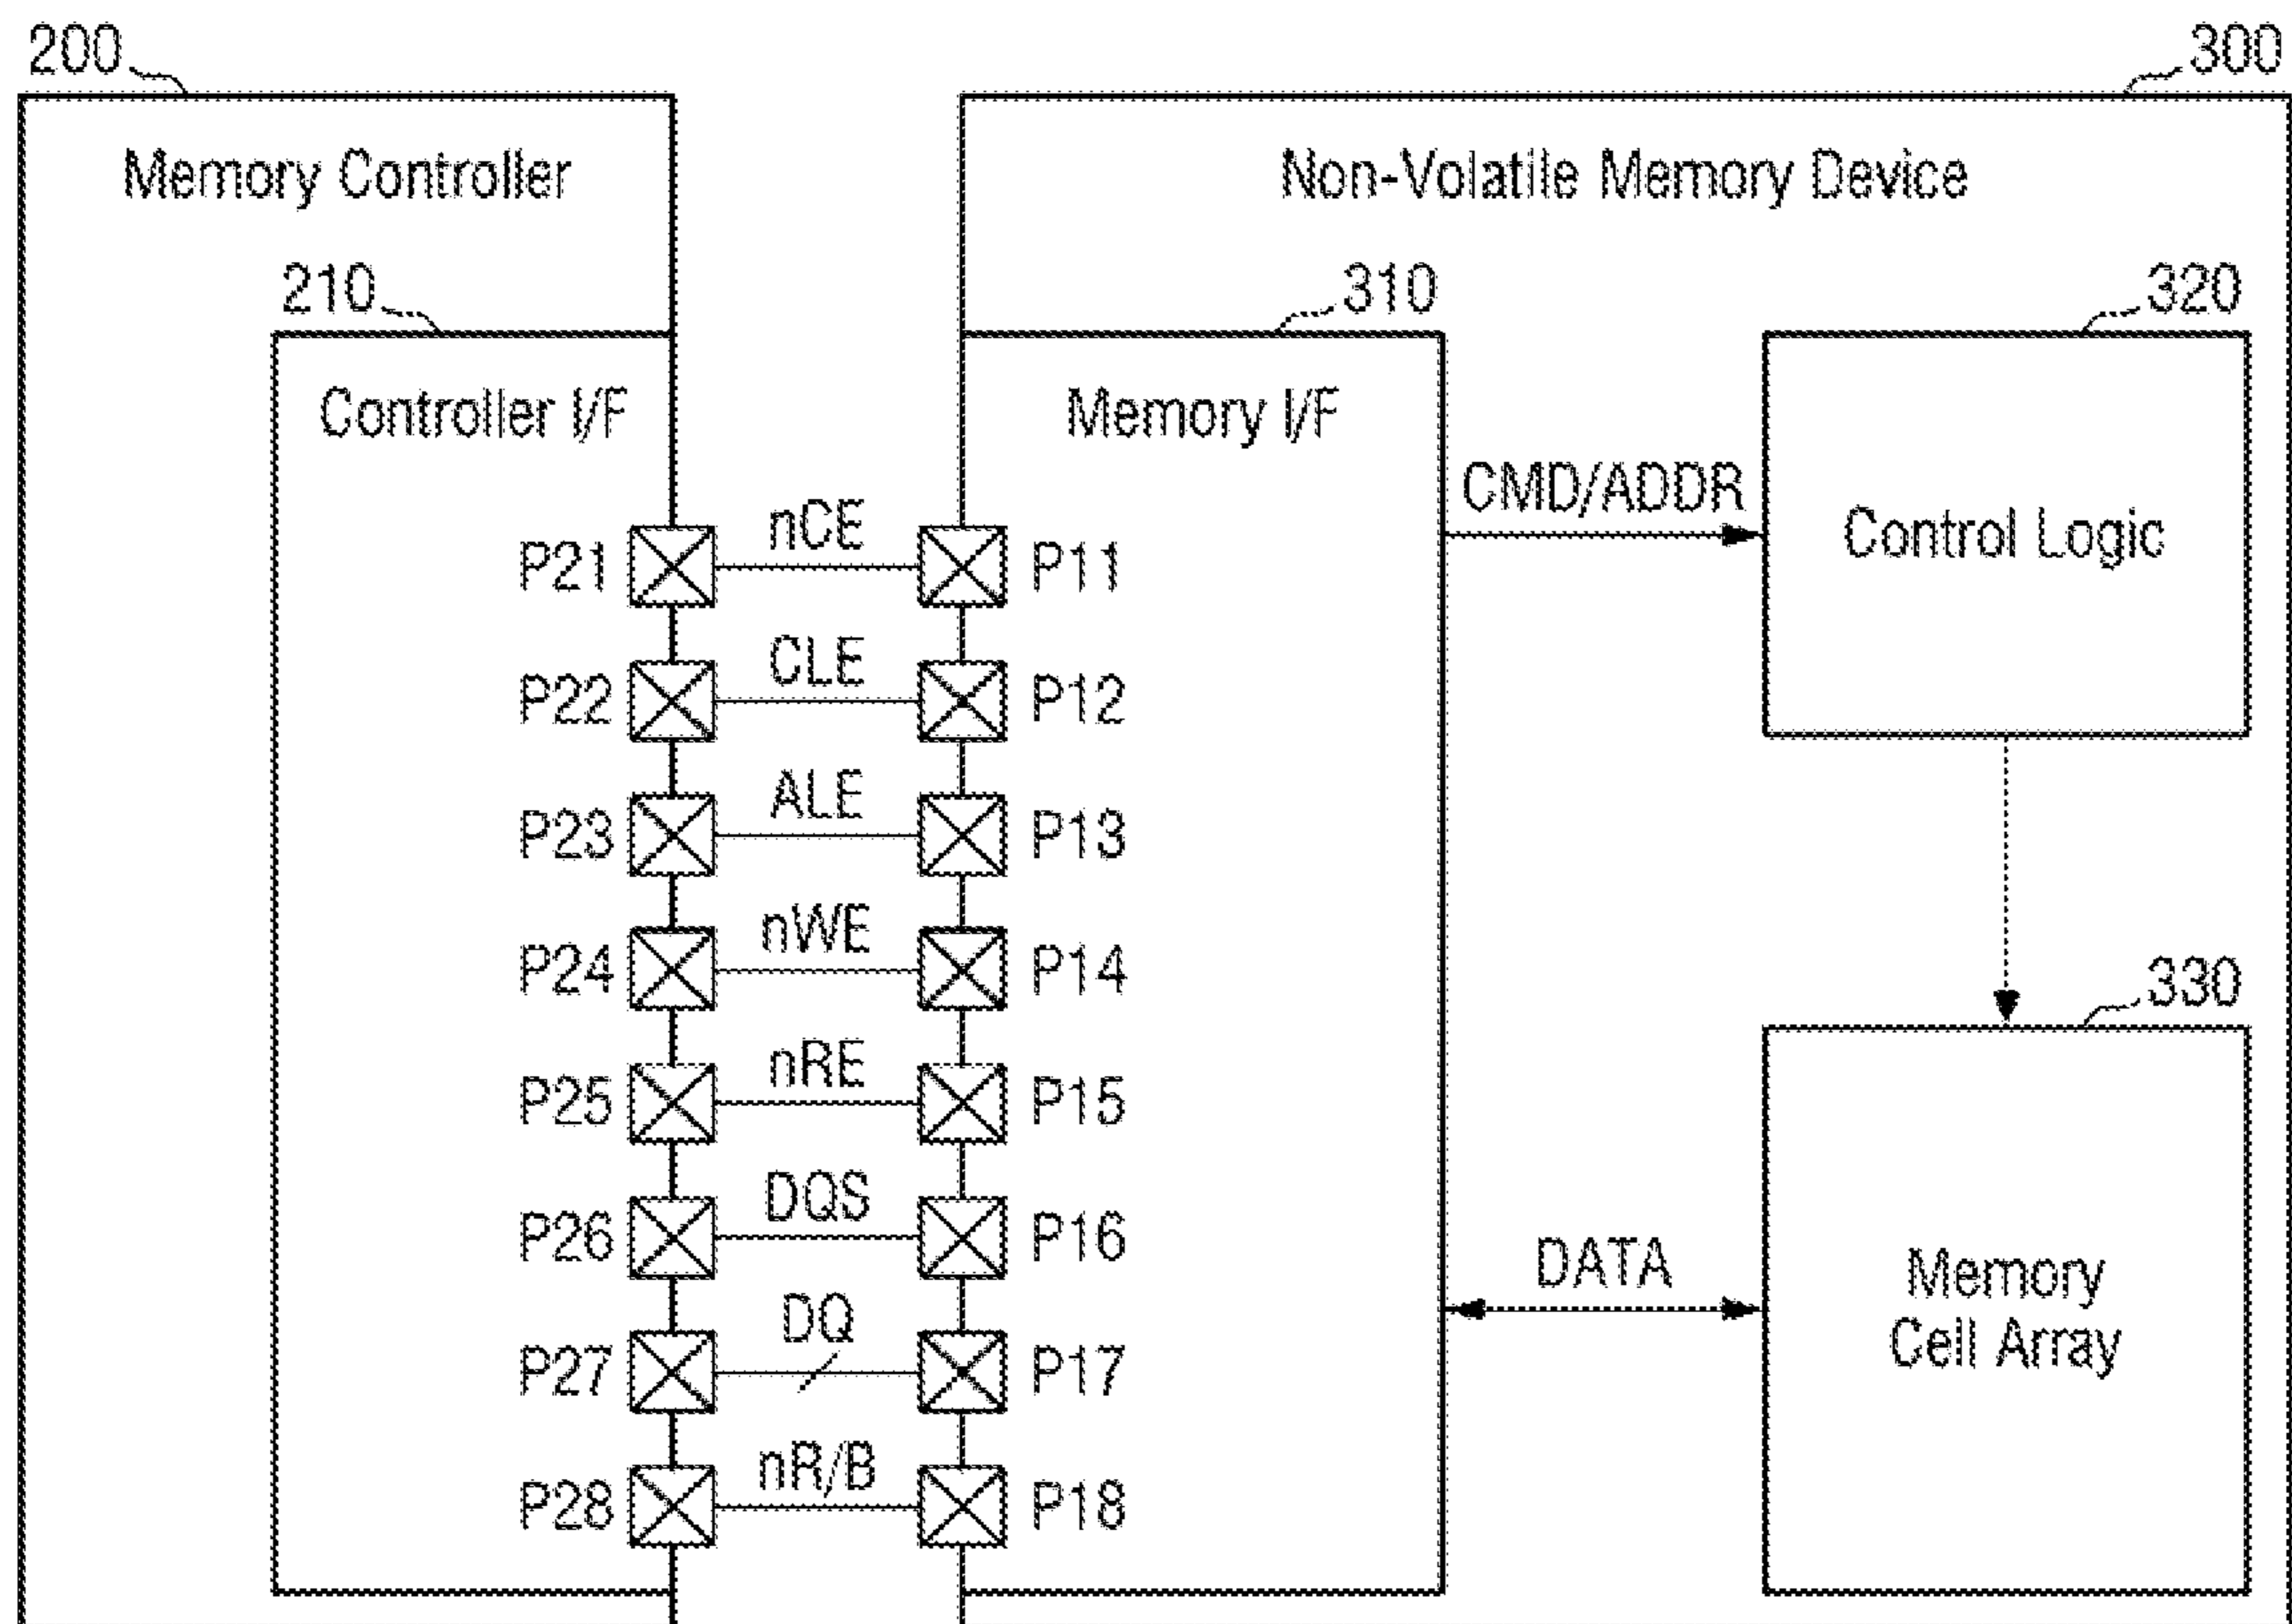 200
300
Memory Controller
Non-Volatile Memory Device
210
310
320
Controller I/F
Memory I/F
CMD/ADDR
Control Logic
P21
nCE
P11
P22
CLE
P12
P23
ALE
P13
P24
nWE
P14
330
P25
nRE
P15
P26
DQS
P16
DATA
Memory
Cell Array
P27
DQ
P17
P28
nR/B
P18